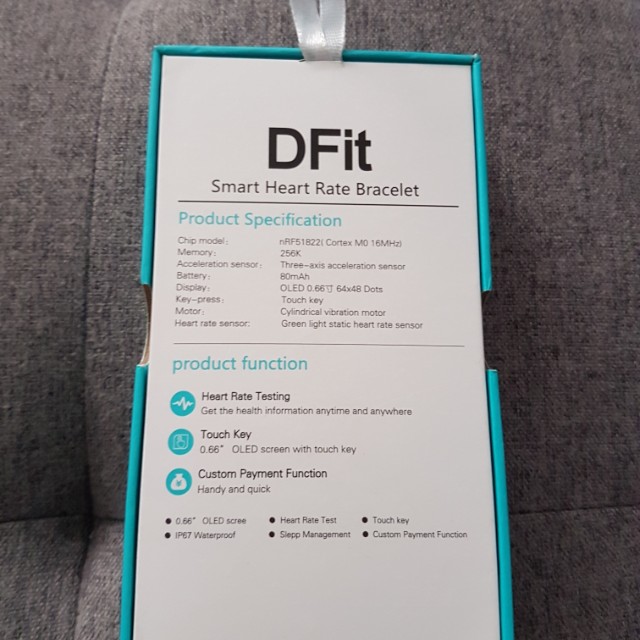 DFit
Smart Heart Rate Bracelet
Product Specification
Chip model: nRF51822( Cortex M0 16MHz)
Memory: 256K
Acceleration sensor: Three-axis acceleration sensor
Battery: 80mAh
Display: OLED 0.66寸 64x48 Dots
Key-press: Touch key
Motor: Cylindrical vibration motor
Heart rate sensor: Green light static heart rate sensor
product function
Heart Rate Testing
Get the health information anytime and anywhere
Touch Key
0.66" OLED screen with touch key
Custom Payment Function
Handy and quick
● 0.66" OLED scree ● Heart Rate Test ● Touch key
● IP67 Waterproof ● Slepp Management ● Custom Payment Function